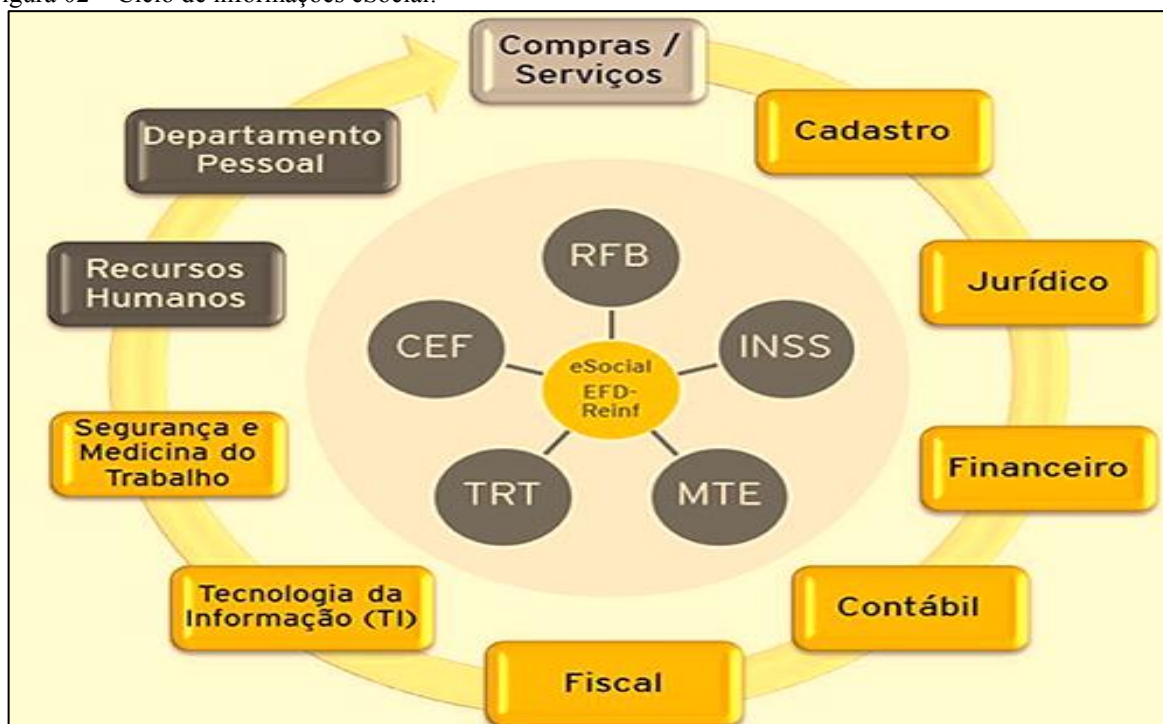 Figura 02 – Ciclo de informações eSocial.
Compras /
Serviços
Cadastro
Jurídico
Financeiro
Contábil
Fiscal
Tecnologia da
Informação (TI)
Segurança e
Medicina do
Trabalho
Recursos
Humanos
Departamento
Pessoal
RFB
INSS
MTE
TRT
CEF
eSocial
EFD-
Reinf